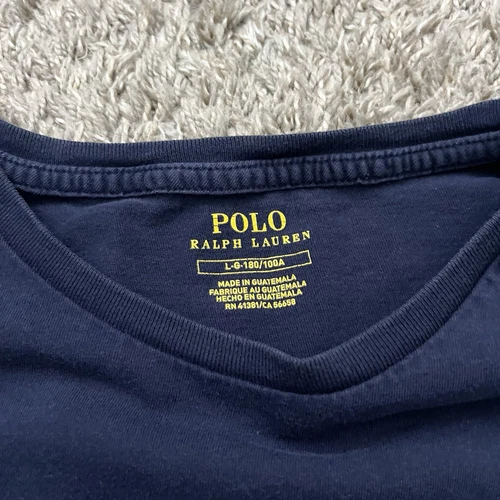 POLO
RALPH LAUREN
L-G-180/100A
MADE IN GUATEMALA
FABRIQUE AU GUATEMALA
HECHO EN GUATEMALA
RN 41381/CA 56658